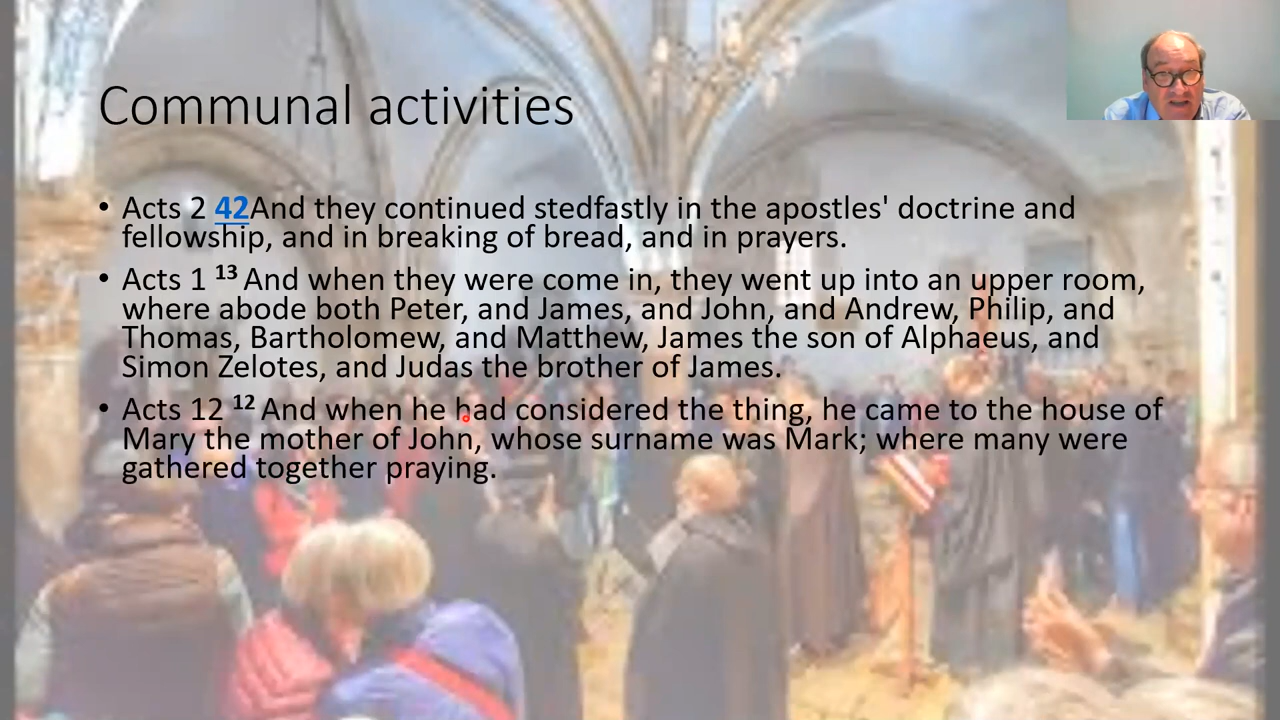 Communal activities
• Acts 2 42And they continued stedfastly in the apostles' doctrine and
fellowship, and in breaking of bread, and in prayers.
• Acts 1 13 And when they were come in, they went up into an upper room,
where abode both Peter, and James, and John, and Andrew, Philip, and
Thomas, Bartholomew, and Matthew, James the son of Alphaeus, and
Simon Zelotes, and Judas the brother of James.
• Acts 12 12 And when he had considered the thing, he came to the house of
Mary the mother of John, whose surname was Mark; where many were
gathered together praying.